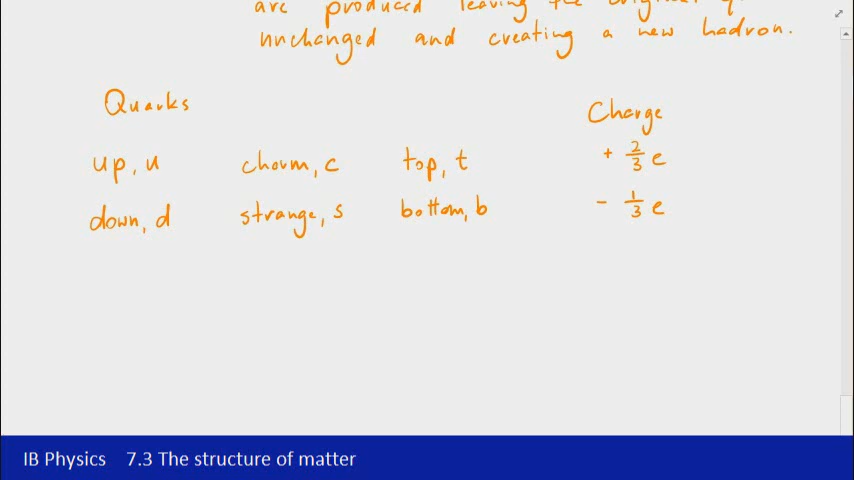 are produced leaving the original
unchanged and creating a new hadron.
Quarks Charge
up, u charm, c top, t + 2/3 e
down, d strange, s bottom, b - 1/3 e
IB Physics 7.3 The structure of matter